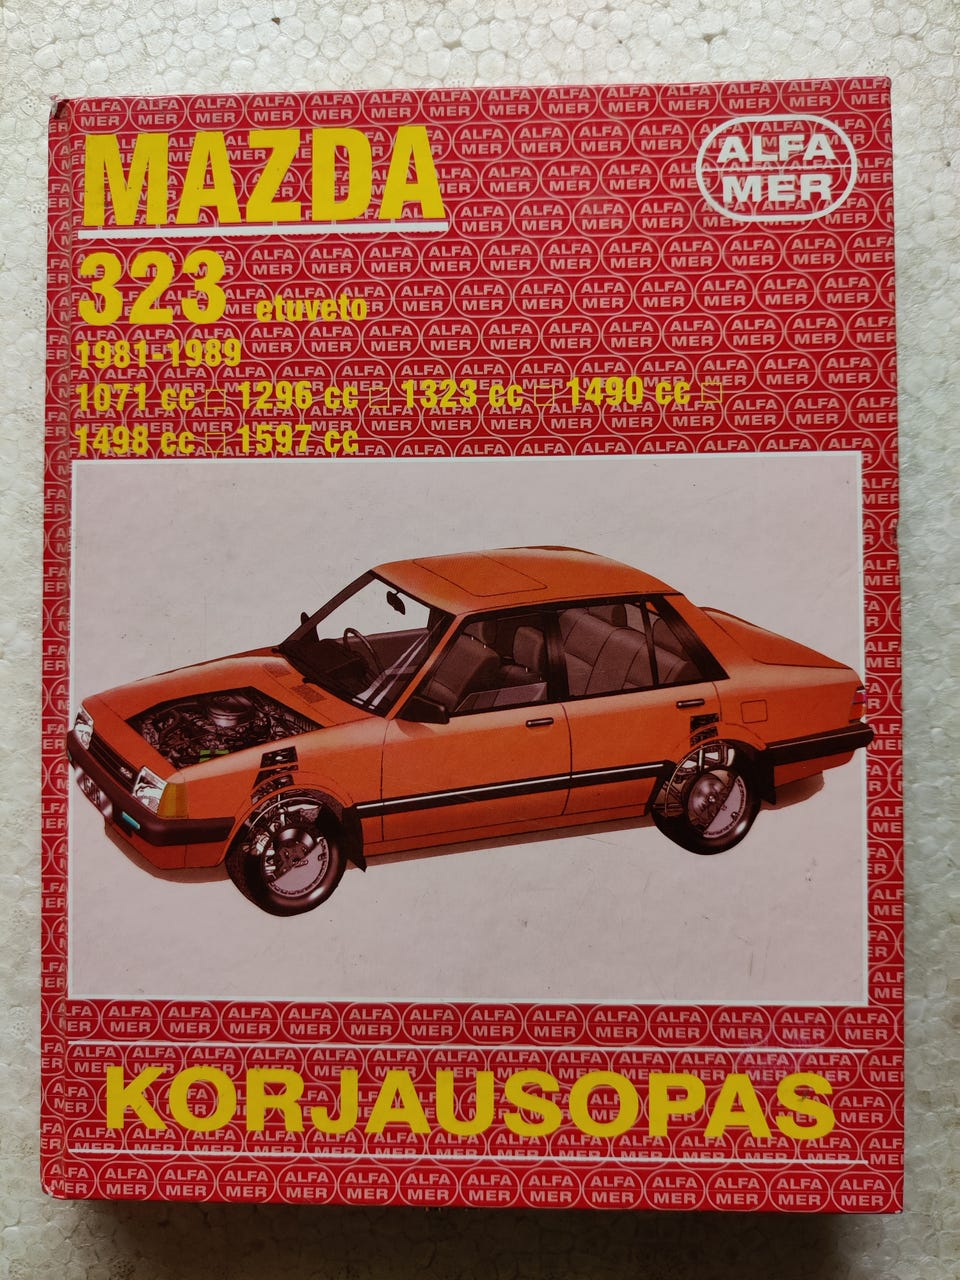 MAZDA
ALFA
MER
323 etuveto
1981-1989
1071 cc □ 1296 cc □ 1323 cc □ 1490 cc □
1498 cc □ 1597 cc
KORJAUSOPAS